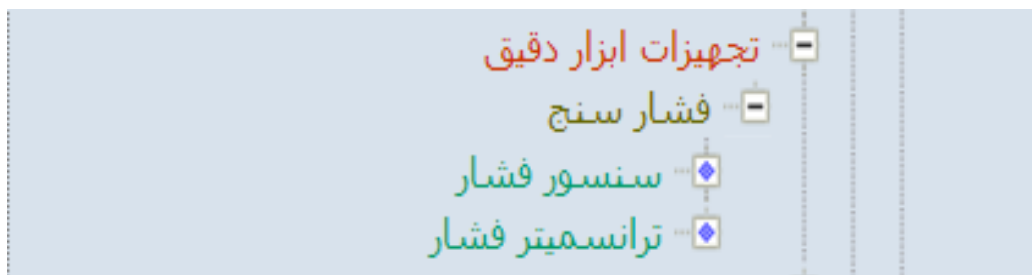 تجهیزات ابزار دقیق
فشار سنج
سنسور فشار
ترانسمیتر فشار